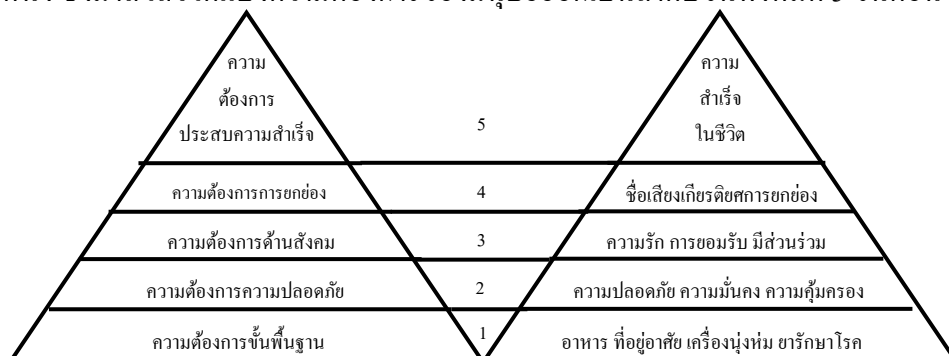 ความ
ต้องการ
ประสบความสำเร็จ
5
ความ
สำเร็จ
ในชีวิต
ความต้องการการยกย่อง
4
ชื่อเสียงเกียรติยศการยกย่อง
ความต้องการด้านสังคม
3
ความรัก การยอมรับ มีส่วนร่วม
ความต้องการความปลอดภัย
2
ความปลอดภัย ความมั่นคง ความคุ้มครอง
ความต้องการขั้นพื้นฐาน
1
อาหาร ที่อยู่อาศัย เครื่องนุ่งห่ม ยารักษาโรค